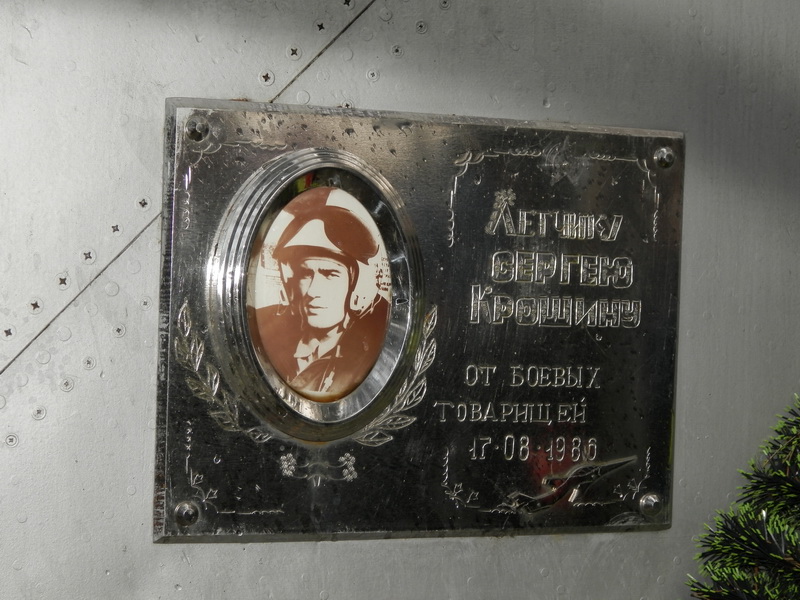 Летчику
СЕРГЕЮ
Крошину
ОТ БОЕВЫХ
ТОВАРИЩЕЙ
17·08·1986